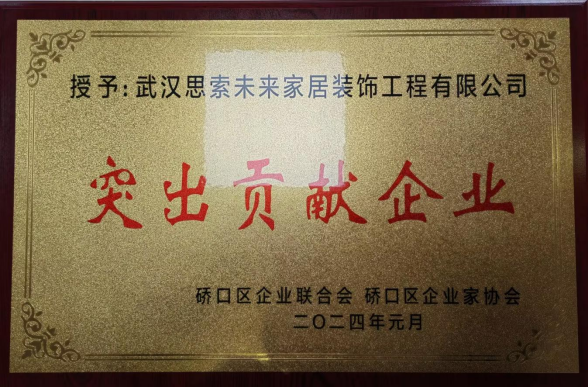 授予:武汉思索未来家居装饰工程有限公司
突出贡献企业
硚口区企业联合会 硚口区企业家协会
二〇二四年元月